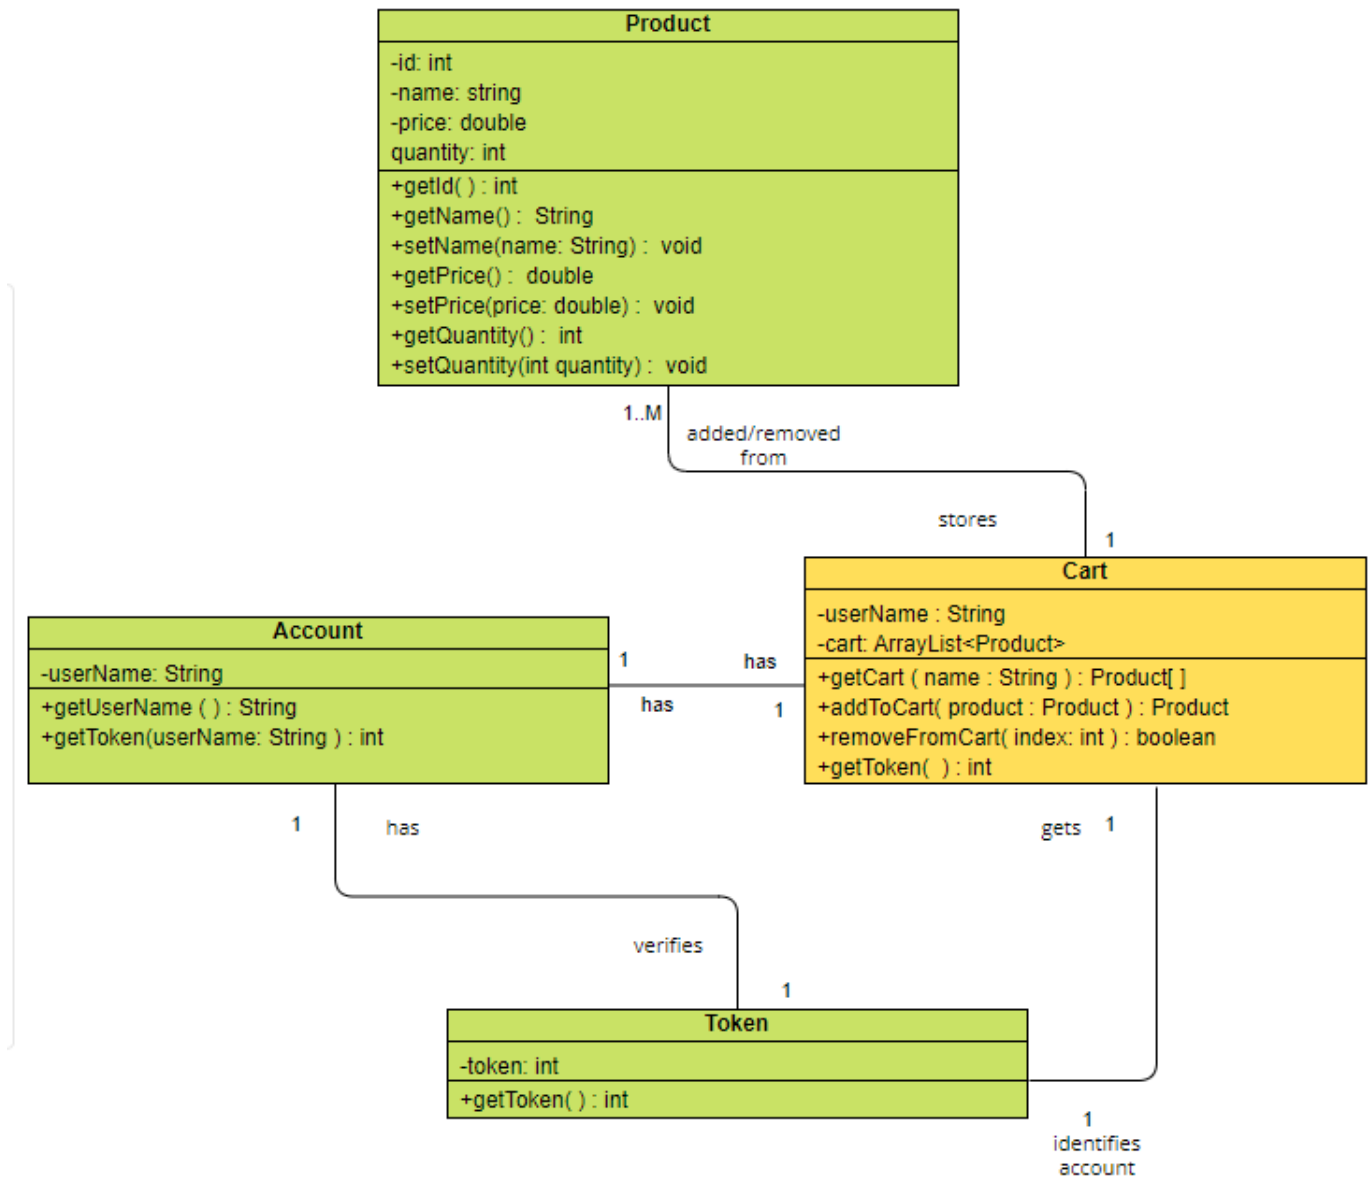 Product
-id: int
-name: string
-price: double
quantity: int
+getId( ) : int
+getName() :  String
+setName(name: String) :  void
+getPrice() :  double
+setPrice(price: double) :  void
+getQuantity() :  int
+setQuantity(int quantity) :  void
1..M
added/removed
from
stores
1
Cart
-userName : String
-cart: ArrayList<Product>
+getCart ( name : String ) : Product[ ]
+addToCart( product : Product ) : Product
+removeFromCart( index: int ) : boolean
+getToken(  ) : int
Account
-userName: String
+getUserName ( ) : String
+getToken(userName: String ) : int
1
has
has
1
1
has
gets
1
verifies
1
Token
-token: int
+getToken( ) : int
1
identifies
account